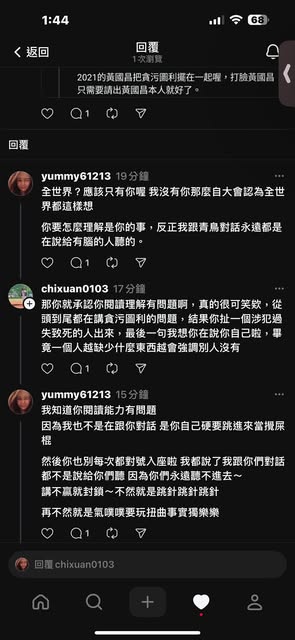 1:44
68
返回
回覆
1 次瀏覽
2021的黃國昌把貪污圖利擺在一起喔，打臉黃國昌
只需要請出黃國昌本人就好了。
1
回覆
yummy61213 19分鐘
全世界？應該只有你喔 我沒有你那麼自大會認為全世
界都這樣想
你要怎麼理解是你的事，反正我跟青鳥對話永遠都是
在說給有腦的人聽的。
1
chixuan0103 17分鐘
那你就承認你閱讀理解有問題啊，真的很可笑欸，從
頭到尾都在講貪污圖利的問題，結果你扯一個涉犯過
失致死的人出來，最後一句我想你在說你自己啦，畢
竟一個人越缺少什麼東西越會強調別人沒有
1
yummy61213 15分鐘
我知道你閱讀能力有問題
因為我也不是在跟你對話 是你自己硬要跳進來當攪屎
棍
然後你也別每次都對號入座啦 我都說了我跟你們對話
都不是說給你們聽 因為你們永遠聽不進去～
講不贏就封鎖～不然就是跳針跳針跳針
再不然就是氣噗噗要玩扭曲事實獨樂樂
1
回覆 chixuan0103